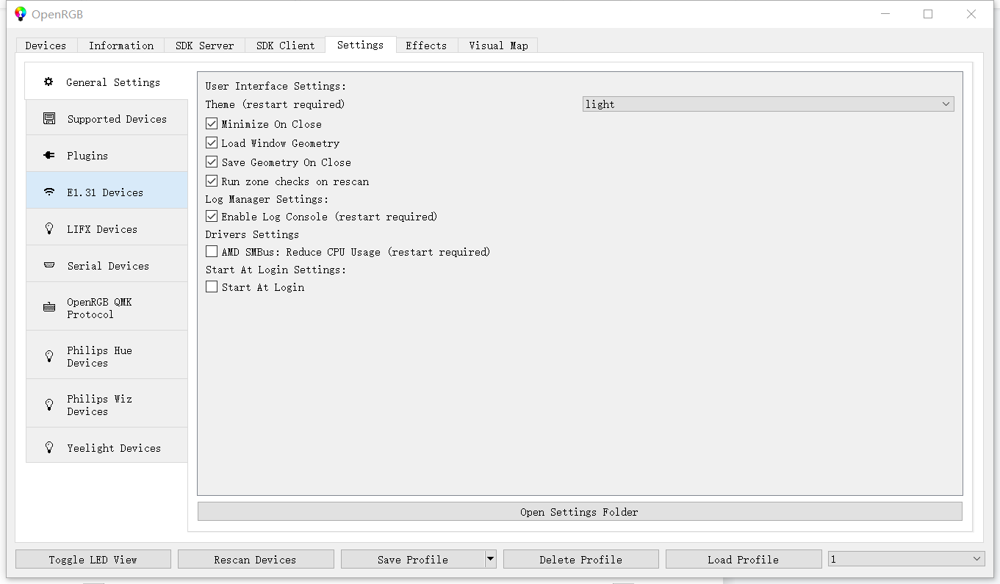 OpenRGB
Devices
Information
SDK Server
SDK Client
Settings
Effects
Visual Map
General Settings
Supported Devices
Plugins
E1.31 Devices
LIFX Devices
Serial Devices
OpenRGB QMK
Protocol
Philips Hue
Devices
Philips Wiz
Devices
Yeelight Devices
User Interface Settings:
Theme (restart required)
light
Minimize On Close
Load Window Geometry
Save Geometry On Close
Run zone checks on rescan
Log Manager Settings:
Enable Log Console (restart required)
Drivers Settings
AMD SMBus: Reduce CPU Usage (restart required)
Start At Login Settings:
Start At Login
Open Settings Folder
Toggle LED View
Rescan Devices
Save Profile
Delete Profile
Load Profile
1